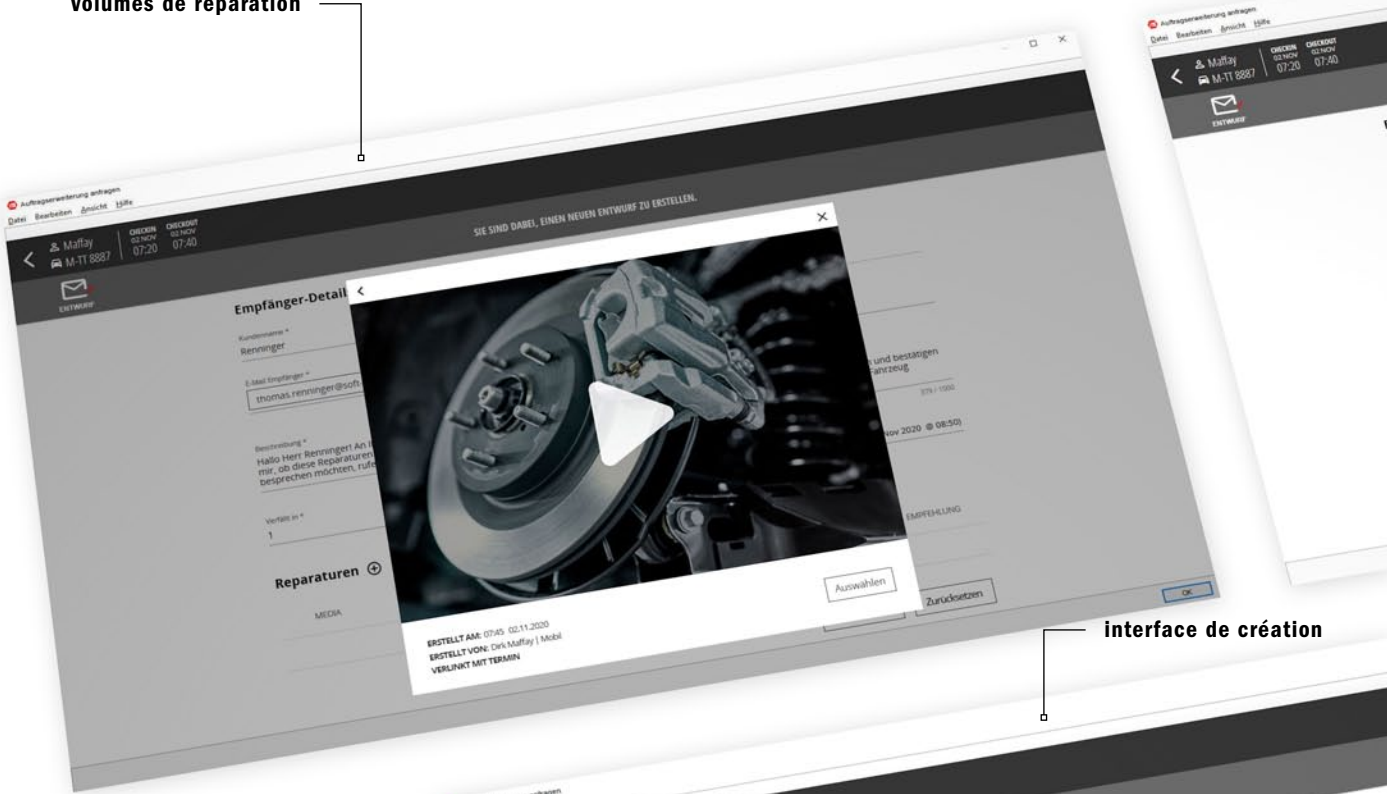 volumes de réparation
Auftragserweiterung anfragen
Datei Bearbeiten Ansicht Hilfe
Maffay
M-TT 8887
CHECKIN
02 NOV
07:20
CHECKOUT
02 NOV
07:40
ENTWURF
SIE SIND DABEI, EINEN NEUEN ENTWURF ZU ERSTELLEN.
Empfänger-Detail
Kundenname *
Renninger
E-Mail Empfänger *
thomas.renninger@soft-
Beschreibung *
Hallo Herr Renninger! An
mir, ob diese Reparaturen
besprechen möchten, rufe
n und bestätigen
Fahrzeug
379 / 1000
Verfällt in *
1
Nov 2020 @ 08:50)
Reparaturen
MEDIA
EMPFEHLUNG
ERSTELLT AM: 07:45 02.11.2020
ERSTELLT VON: Dirk Maffay | Mobil
VERLINKT MIT TERMIN
Auswählen
Zurücksetzen
OK
Auftragserweiterung anfragen
Datei Bearbeiten Ansicht Hilfe
Maffay
M-TT 8887
CHECKIN
02 NOV
07:20
CHECKOUT
02 NOV
07:40
ENTWURF
interface de création